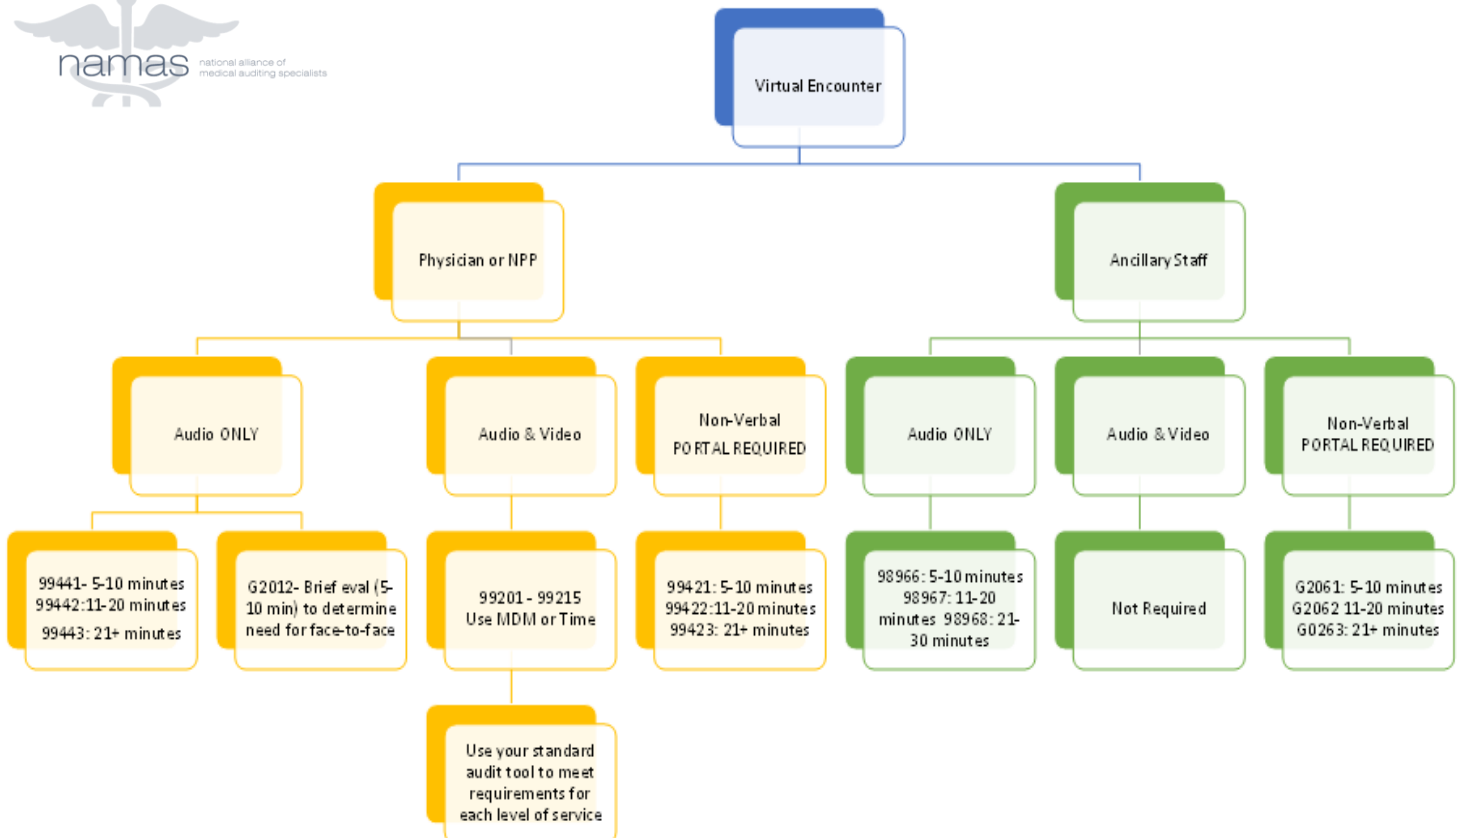 namas
national alliance of
medical auditing specialists
Virtual Encounter
Physician or NPP
Ancillary Staff
Audio ONLY
Audio & Video
Non-Verbal
PORTAL REQUIRED
Audio ONLY
Audio & Video
Non-Verbal
PORTAL REQUIRED
99441- 5-10 minutes
99442:11-20 minutes
99443: 21+ minutes
G2012- Brief eval (5-
10 min) to determine
need for face-to-face
99201 - 99215
Use MDM or Time
99421: 5-10 minutes
99422:11-20 minutes
99423: 21+ minutes
98966: 5-10 minutes
98967: 11-20
minutes 98968: 21-
30 minutes
Not Required
G2061: 5-10 minutes
G2062 11-20 minutes
G0263: 21+ minutes
Use your standard
audit tool to meet
requirements for
each level of service